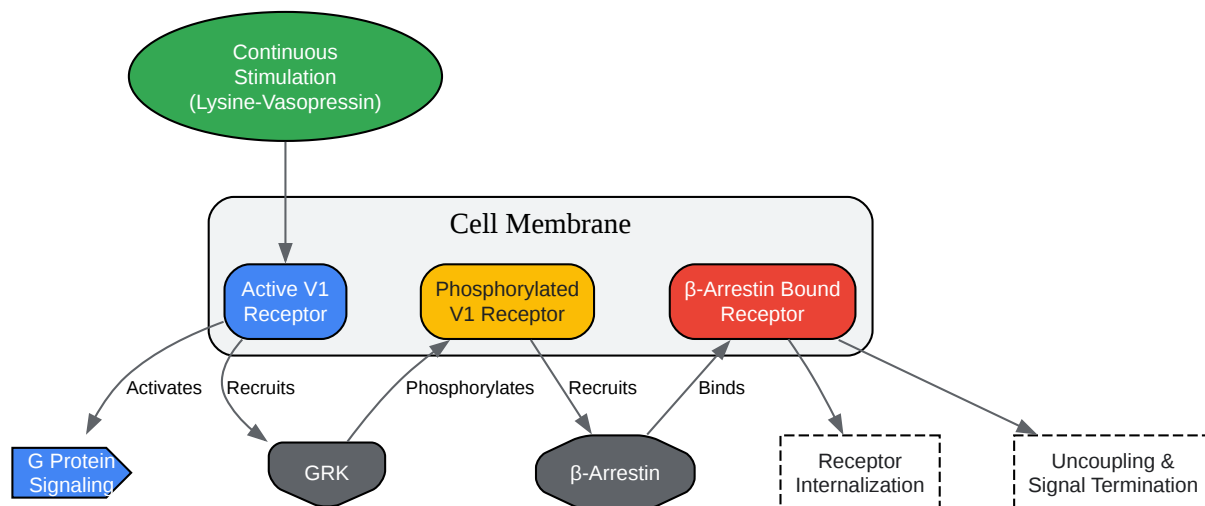 Continuous
Stimulation
(Lysine-Vasopressin)
Cell Membrane
Active V1
Receptor
Phosphorylated
V1 Receptor
β-Arrestin Bound
Receptor
Activates
Recruits
Phosphorylates
Recruits
Binds
G Protein
Signaling
GRK
β-Arrestin
Receptor
Internalization
Uncoupling &
Signal Termination